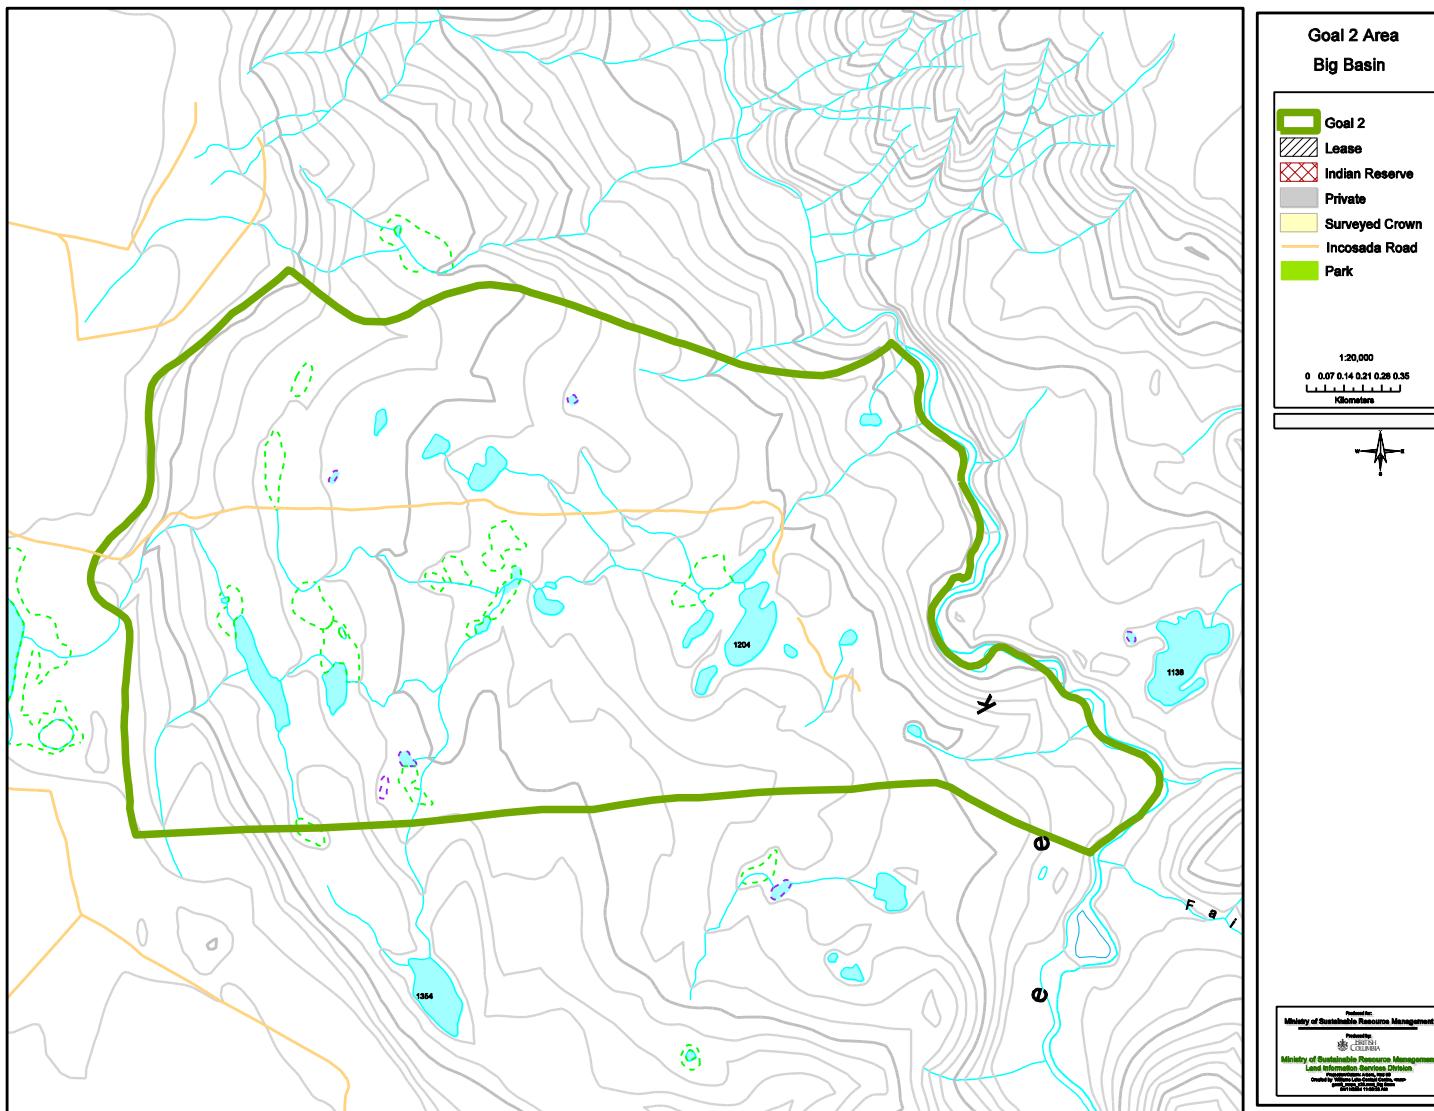 Goal 2 Area
Big Basin
Goal 2
Lease
Indian Reserve
Private
Surveyed Crown
Incosada Road
Park
1:20,000
0 0.07 0.14 0.21 0.28 0.35
Kilometers
1204
1138
1354
k
e
e
F a i
Produced for:
Ministry of Sustainable Resource Management
Produced by:
BRITISH
COLUMBIA
Ministry of Sustainable Resource Management
Land Information Services Division